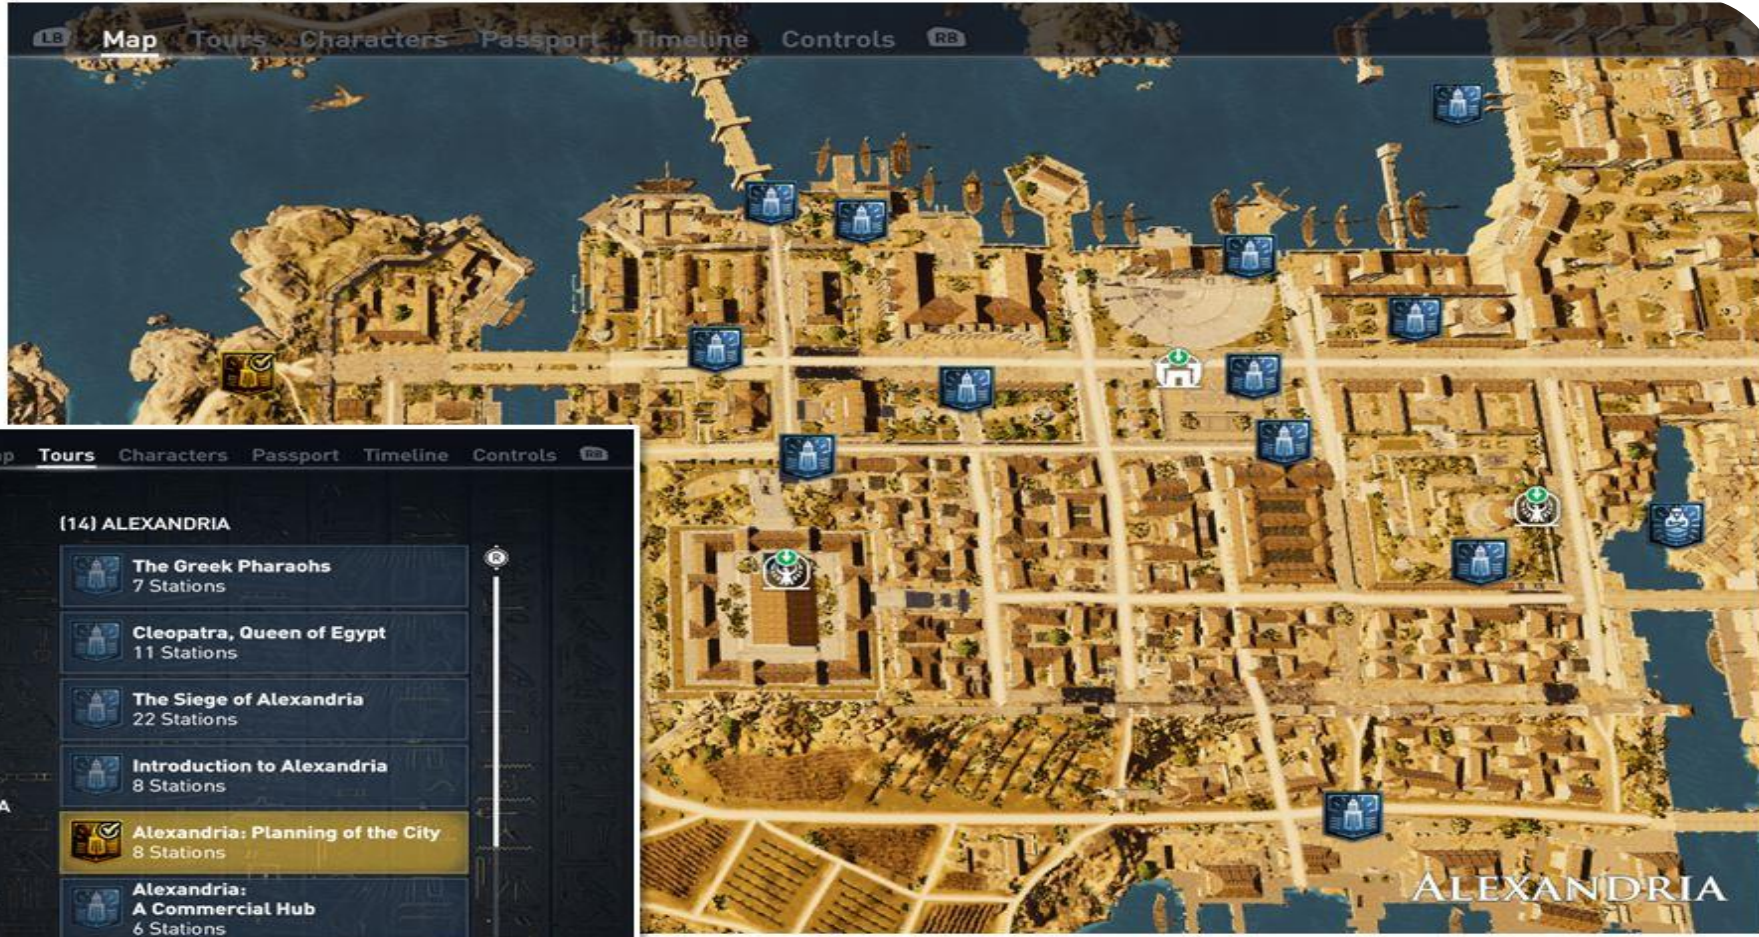 LB Map Tours Characters Passport Timeline Controls RB
Tours Characters Passport Timeline Controls RB
(14) ALEXANDRIA
R
The Greek Pharaohs
7 Stations
Cleopatra, Queen of Egypt
11 Stations
The Siege of Alexandria
22 Stations
Introduction to Alexandria
8 Stations
Alexandria: Planning of the City
8 Stations
Alexandria:
A Commercial Hub
6 Stations
ALEXANDRIA